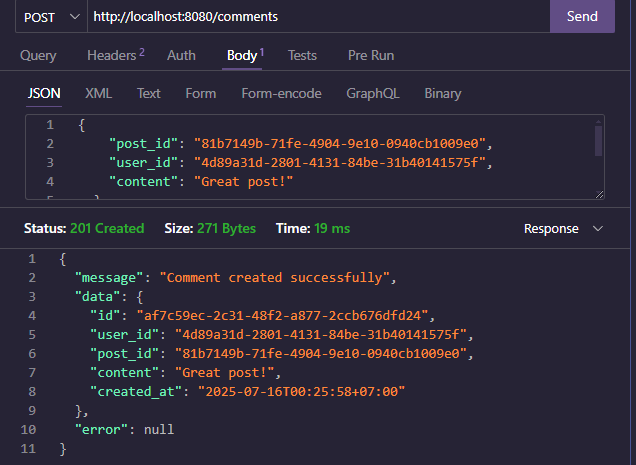 POST http://localhost:8080/comments Send
Query Headers 2 Auth Body 1 Tests Pre Run
JSON XML Text Form Form-encode GraphQL Binary
1 {
2 "post_id": "81b7149b-71fe-4904-9e10-0940cb1009e0",
3 "user_id": "4d89a31d-2801-4131-84be-31b40141575f",
4 "content": "Great post!"
5 }
Status: 201 Created Size: 271 Bytes Time: 19 ms Response
1 {
2 "message": "Comment created successfully",
3 "data": {
4 "id": "af7c59ec-2c31-48f2-a877-2ccb676dfd24",
5 "user_id": "4d89a31d-2801-4131-84be-31b40141575f",
6 "post_id": "81b7149b-71fe-4904-9e10-0940cb1009e0",
7 "content": "Great post!",
8 "created_at": "2025-07-16T00:25:58+07:00"
9 },
10 "error": null
11 }